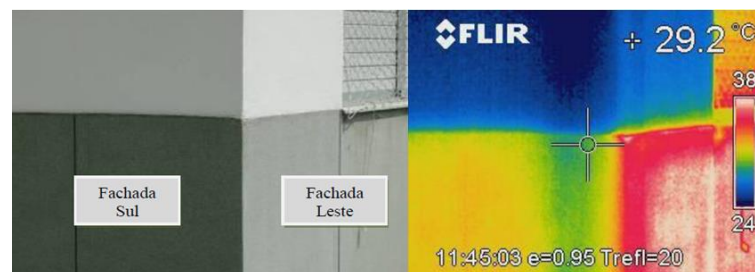 Fachada
Sul
Fachada
Leste
FLIR
29.2 °C
38
24
11:45:03 e=0.95 Trefl=20